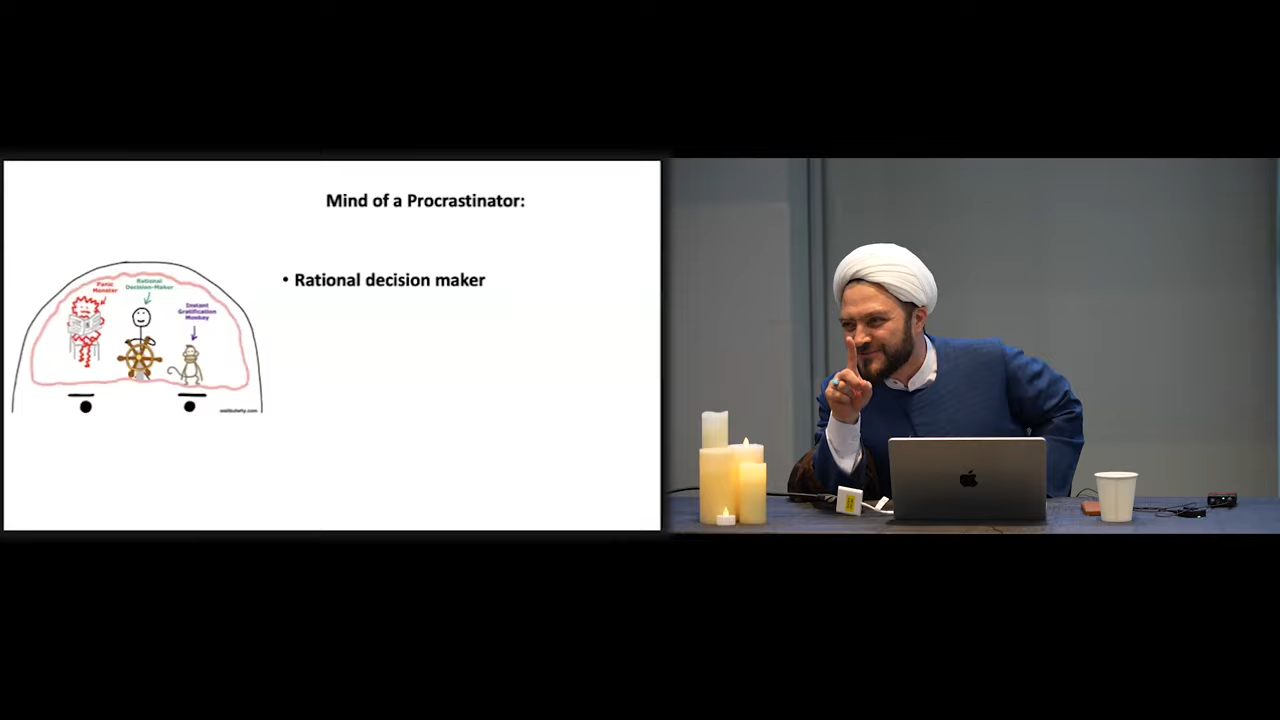 Mind of a Procrastinator:
• Rational decision maker
Panic
Monster
Rational
Decision-Maker
Instant
Gratification
Monkey
waitbutwhy.com